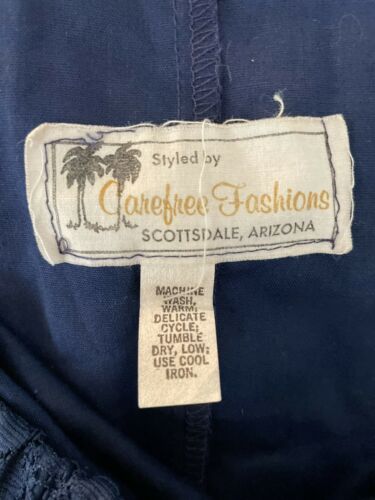 Styled by
Carefree Fashions
SCOTTSDALE, ARIZONA
MACHINE
WASH,
WARM;
DELICATE
CYCLE;
TUMBLE
DRY, LOW;
USE COOL
IRON.